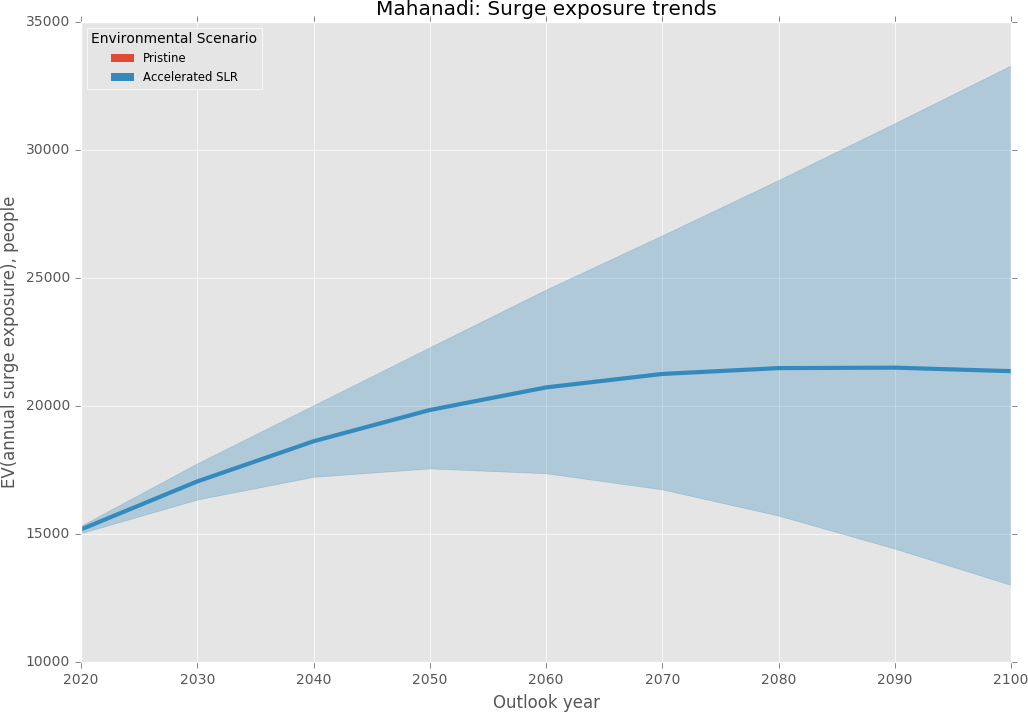 Mahanadi: Surge exposure trends
35000
Environmental Scenario
Pristine
Accelerated SLR
30000
25000
20000
15000
10000
EV(annual surge exposure), people
2020 2030 2040 2050 2060 2070 2080 2090 2100
Outlook year